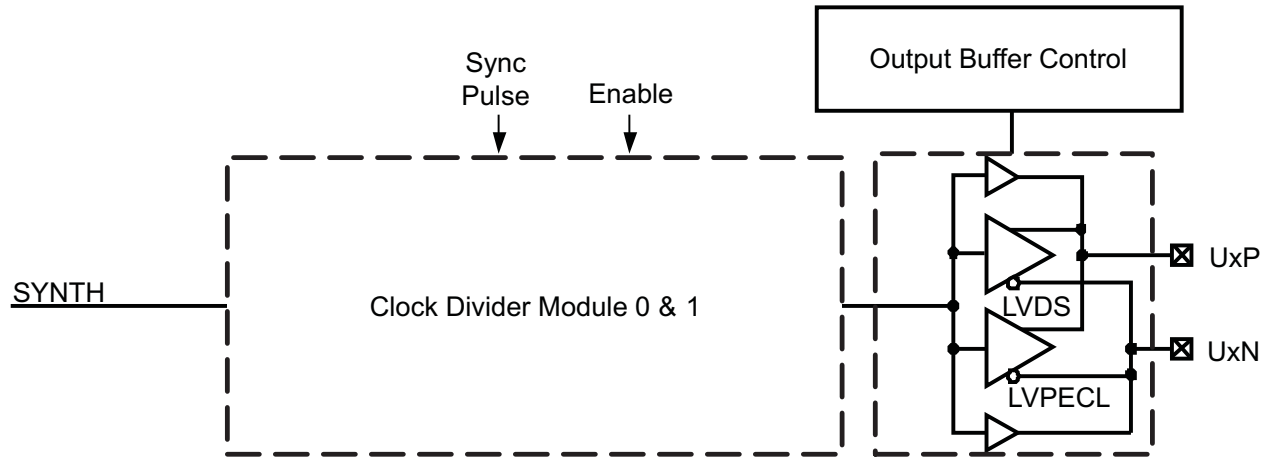 Output Buffer Control
Sync
Pulse
Enable
UxP
SYNTH
Clock Divider Module 0 & 1
LVDS
UxN
LVPECL